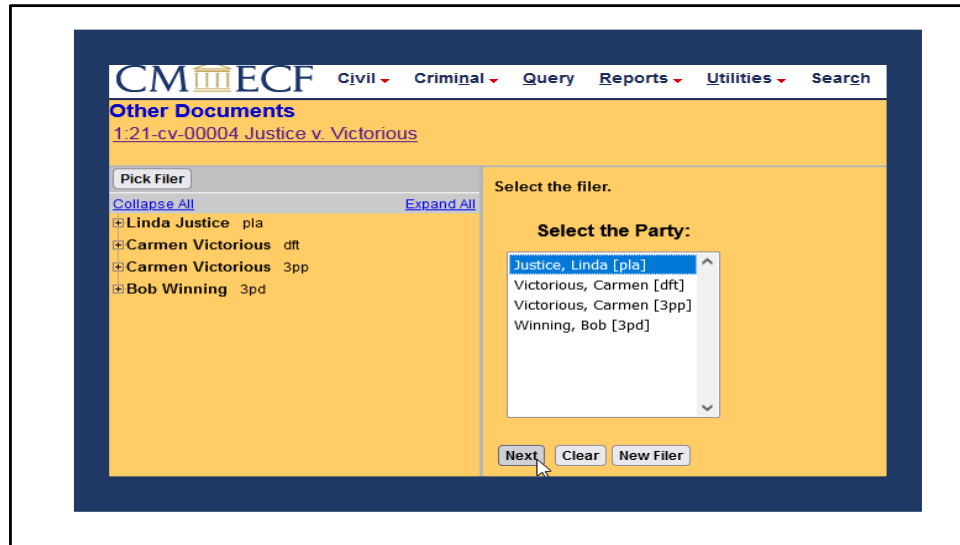 CM ECF Civil Criminal Query Reports Utilities Search
Other Documents
1:21-cv-00004 Justice v. Victorious
Pick Filer
Collapse All Expand All
Linda Justice pla
Carmen Victorious dft
Carmen Victorious 3pp
Bob Winning 3pd
Select the filer.
Select the Party:
Justice, Linda [pla]
Victorious, Carmen [dft]
Victorious, Carmen [3pp]
Winning, Bob [3pd]
Next Clear New Filer